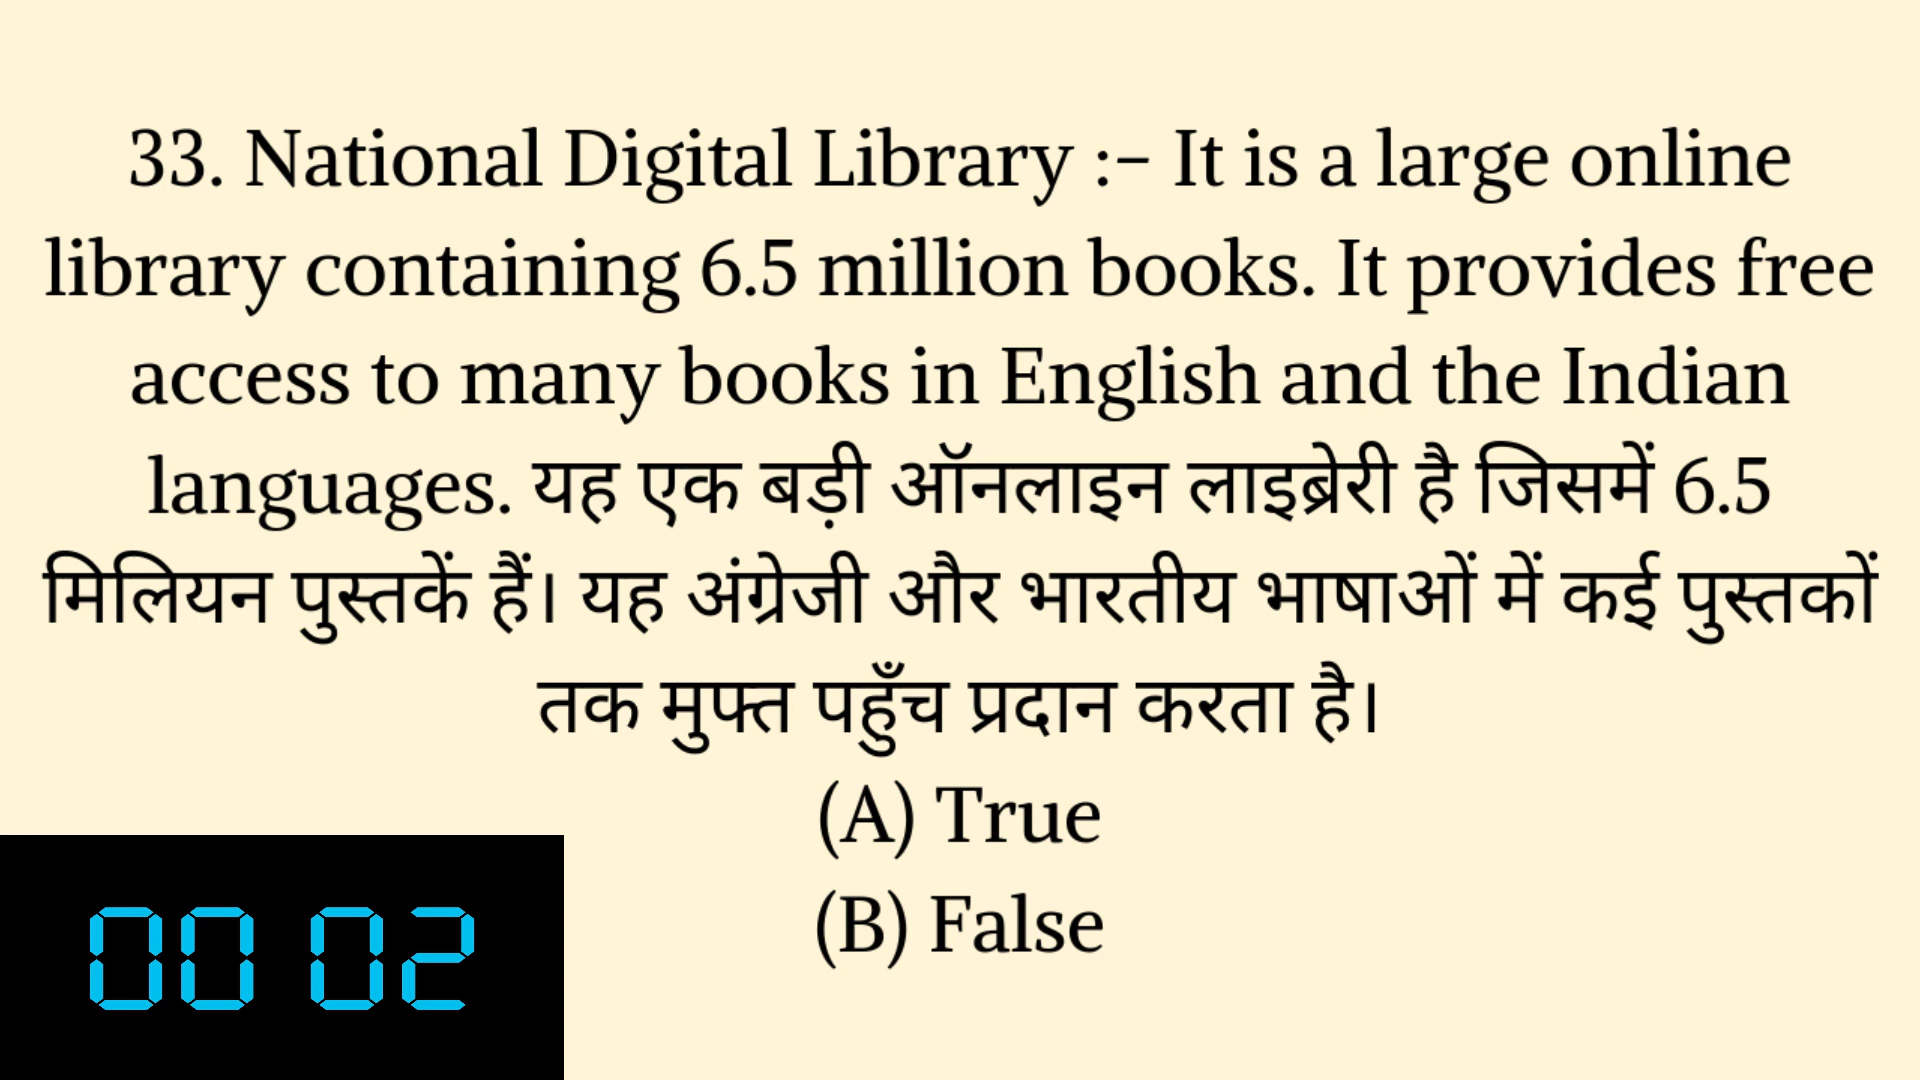 33. National Digital Library :– It is a large online
library containing 6.5 million books. It provides free
access to many books in English and the Indian
languages. यह एक बड़ी ऑनलाइन लाइब्रेरी है जिसमें 6.5
मिलियन पुस्तकें हैं। यह अंग्रेजी और भारतीय भाषाओं में कई पुस्तकों
तक मुफ्त पहुँच प्रदान करता है।
(A) True
(B) False
00 02